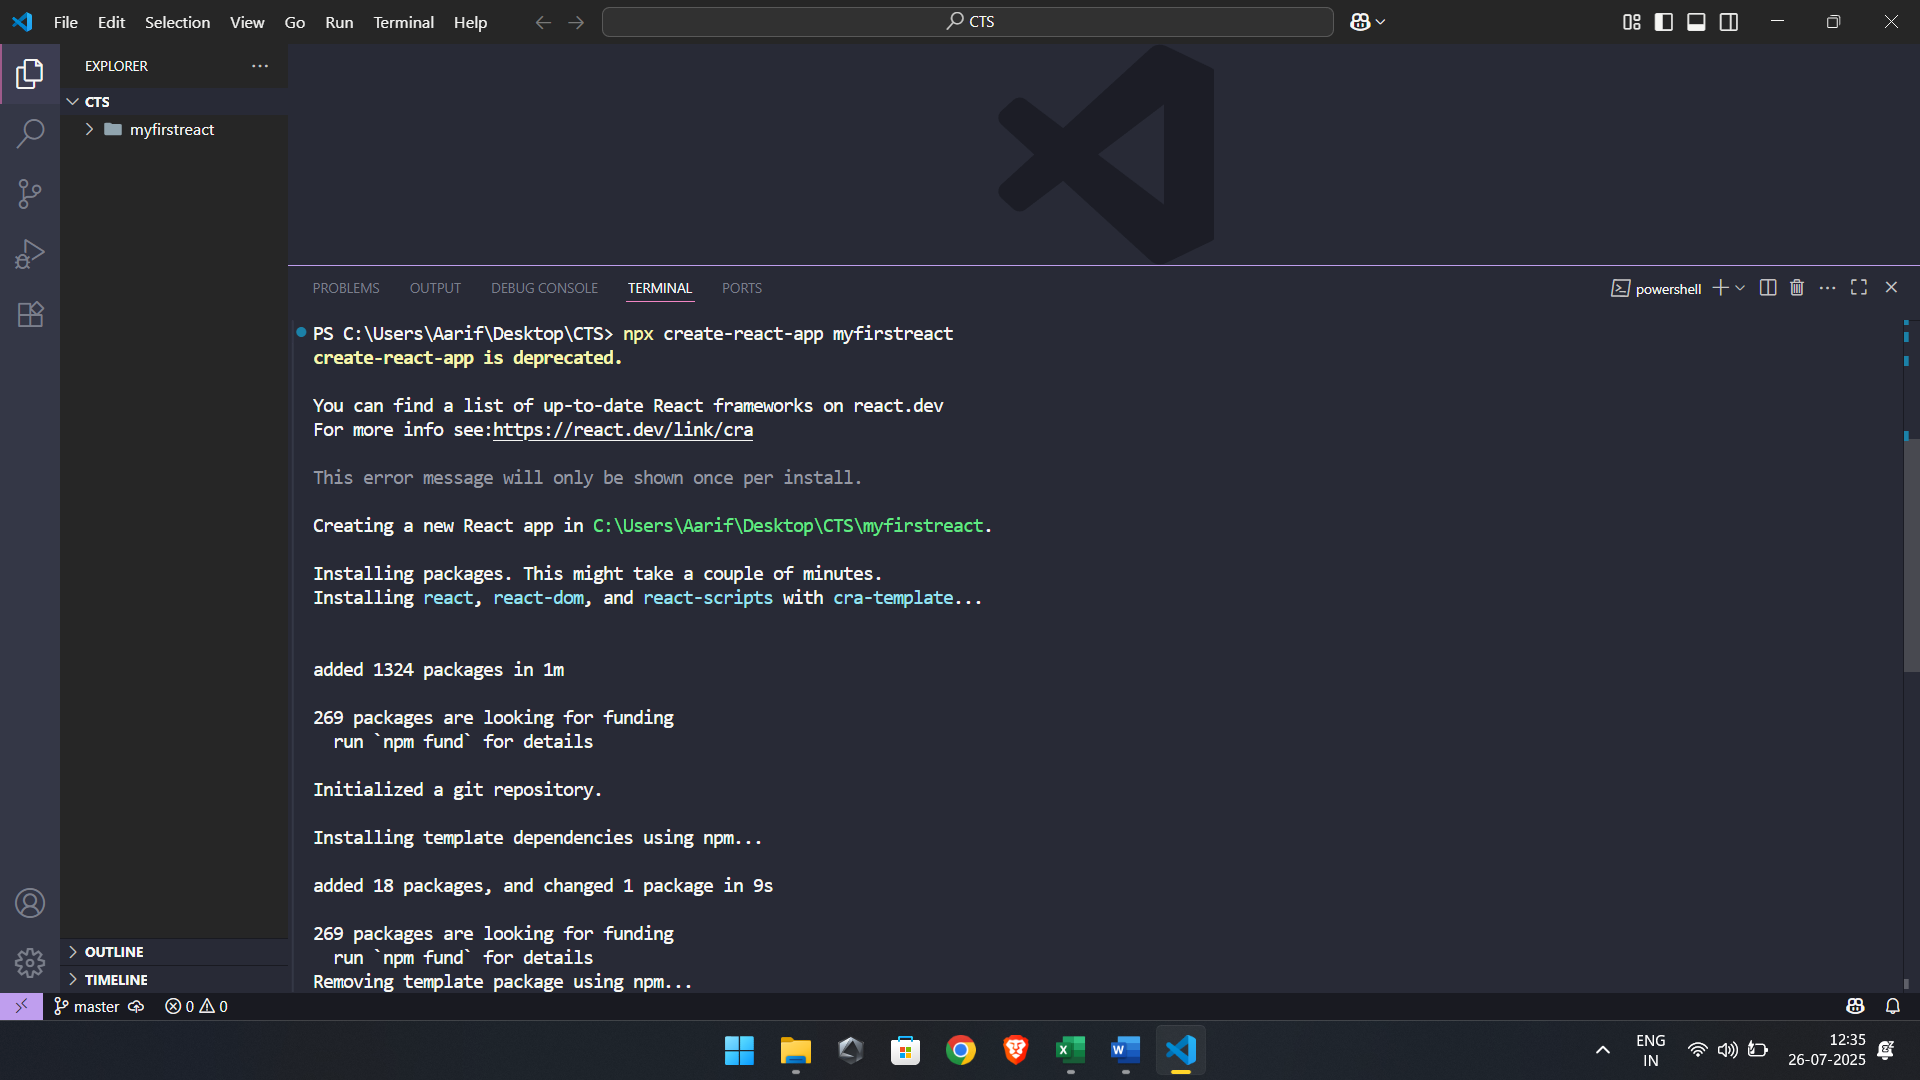 File Edit Selection View Go Run Terminal Help
CTS
EXPLORER
CTS
myfirstreact
OUTLINE
TIMELINE
PROBLEMS OUTPUT DEBUG CONSOLE TERMINAL PORTS
powershell
PS C:\Users\Aarif\Desktop\CTS> npx create-react-app myfirstreact
create-react-app is deprecated.
You can find a list of up-to-date React frameworks on react.dev
For more info see:https://react.dev/link/cra
This error message will only be shown once per install.
Creating a new React app in C:\Users\Aarif\Desktop\CTS\myfirstreact.
Installing packages. This might take a couple of minutes.
Installing react, react-dom, and react-scripts with cra-template...
added 1324 packages in 1m
269 packages are looking for funding
run `npm fund` for details
Initialized a git repository.
Installing template dependencies using npm...
added 18 packages, and changed 1 package in 9s
269 packages are looking for funding
run `npm fund` for details
Removing template package using npm...
master 0 0
ENG
IN
12:35
26-07-2025